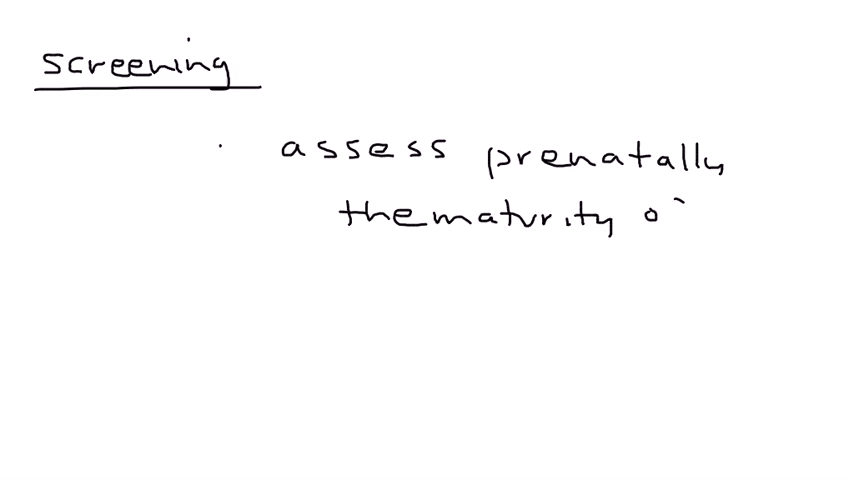 screening
· assess prenatally
the maturity o